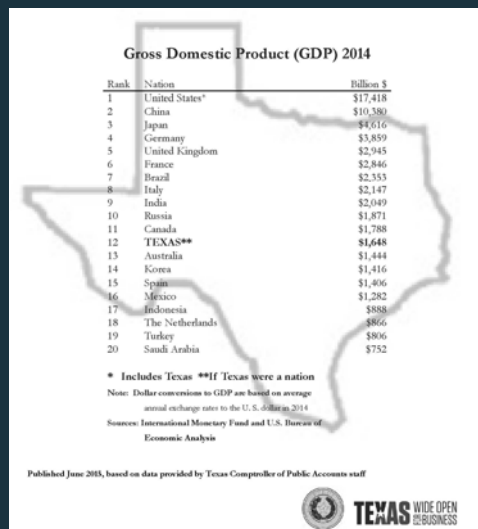 Gross Domestic Product (GDP) 2014
Rank Nation Billion $
1 United States* $17,418
2 China $10,380
3 Japan $4,616
4 Germany $3,859
5 United Kingdom $2,945
6 France $2,846
7 Brazil $2,353
8 Italy $2,147
9 India $2,049
10 Russia $1,871
11 Canada $1,788
12 TEXAS** $1,648
13 Australia $1,444
14 Korea $1,416
15 Spain $1,406
16 Mexico $1,282
17 Indonesia $888
18 The Netherlands $866
19 Turkey $806
20 Saudi Arabia $752
* Includes Texas **If Texas were a nation
Note: Dollar conversions to GDP are based on average
annual exchange rates to the U. S. dollar in 2014
Sources: International Monetary Fund and U.S. Bureau of
Economic Analysis
Published June 2015, based on data provided by Texas Comptroller of Public Accounts staff
TEXAS WIDE OPEN FOR BUSINESS